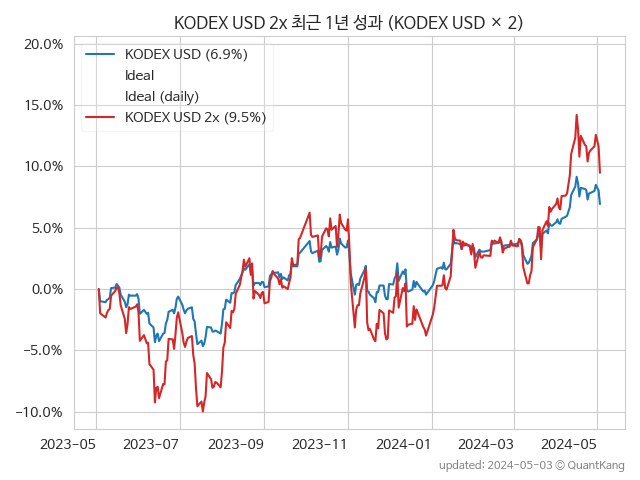 KODEX USD 2x 최근 1년 성과 (KODEX USD × 2)
20.0%
15.0%
10.0%
5.0%
0.0%
−5.0%
−10.0%
KODEX USD (6.9%)
Ideal
Ideal (daily)
KODEX USD 2x (9.5%)
2023-05 2023-07 2023-09 2023-11 2024-01 2024-03 2024-05
updated: 2024-05-03 © QuantKang